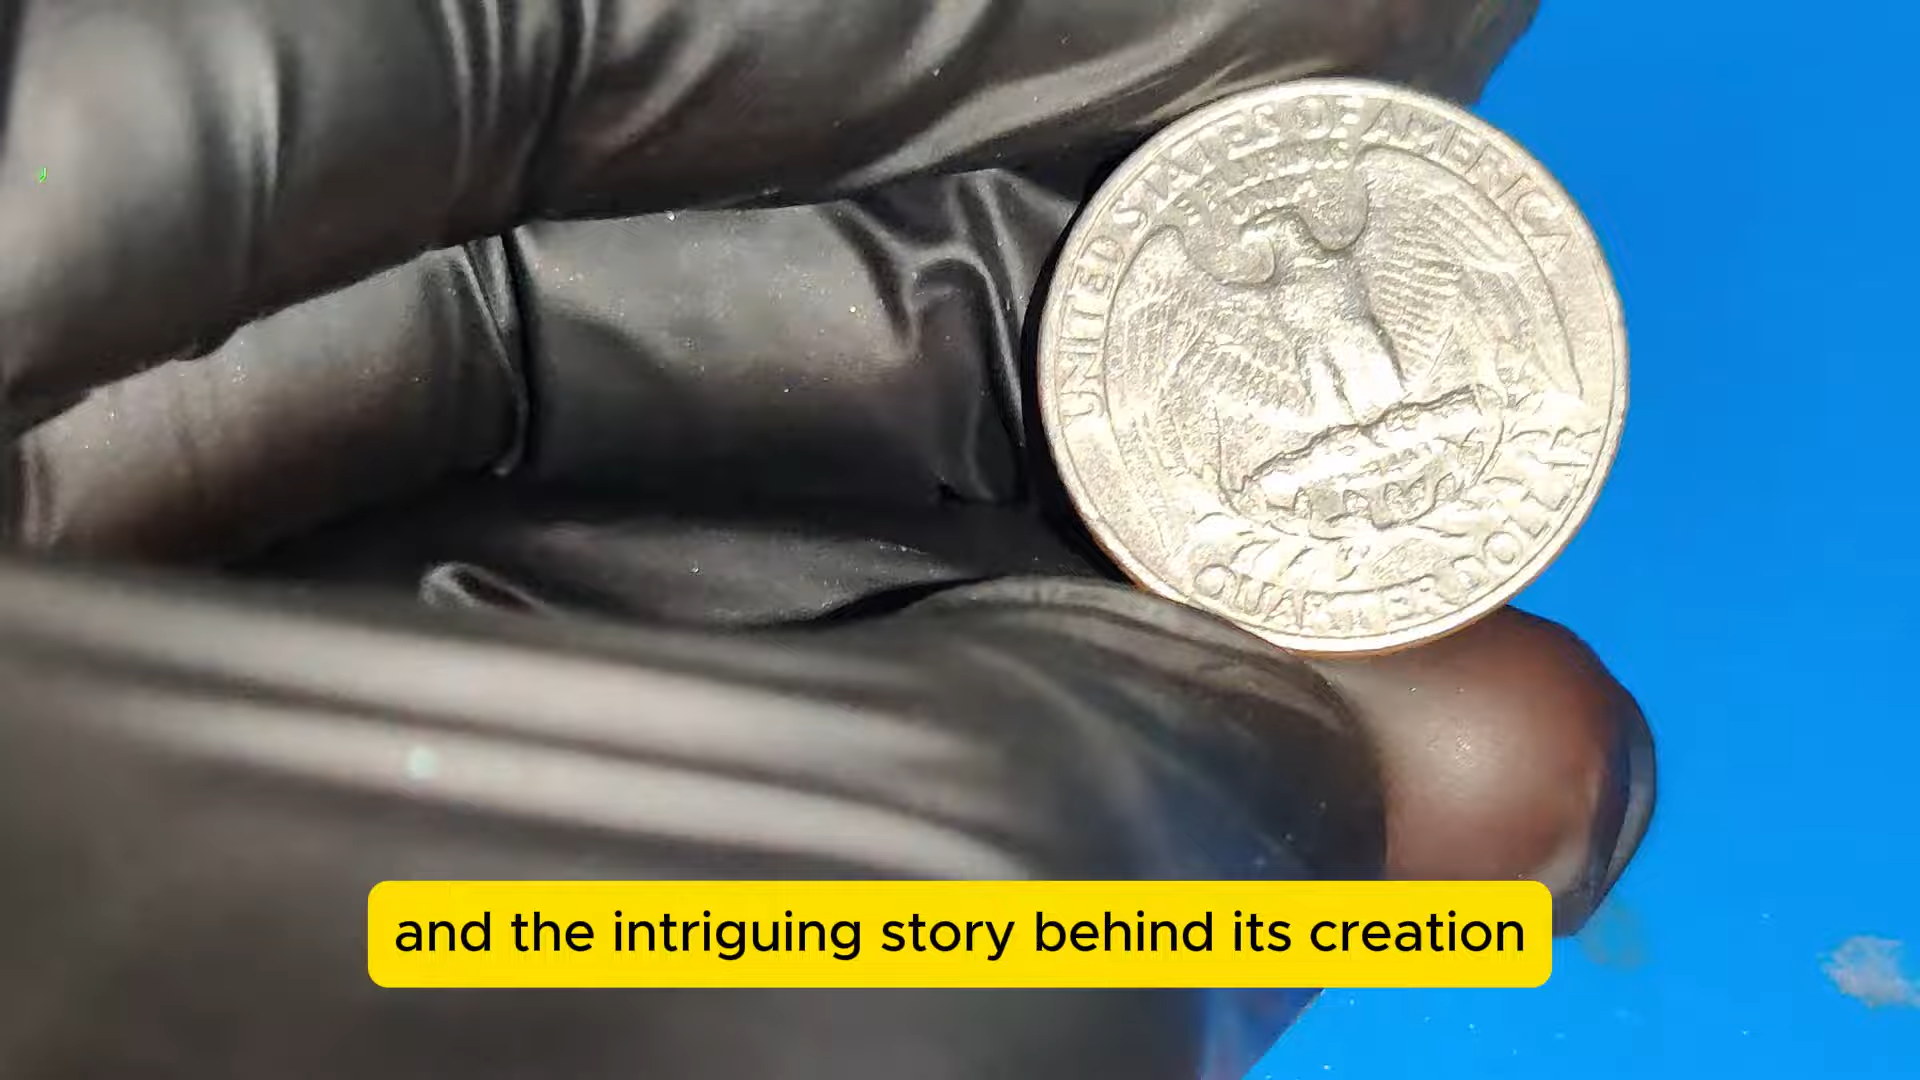 UNITED STATES OF AMERICA
QUARTER DOLLAR
and the intriguing story behind its creation